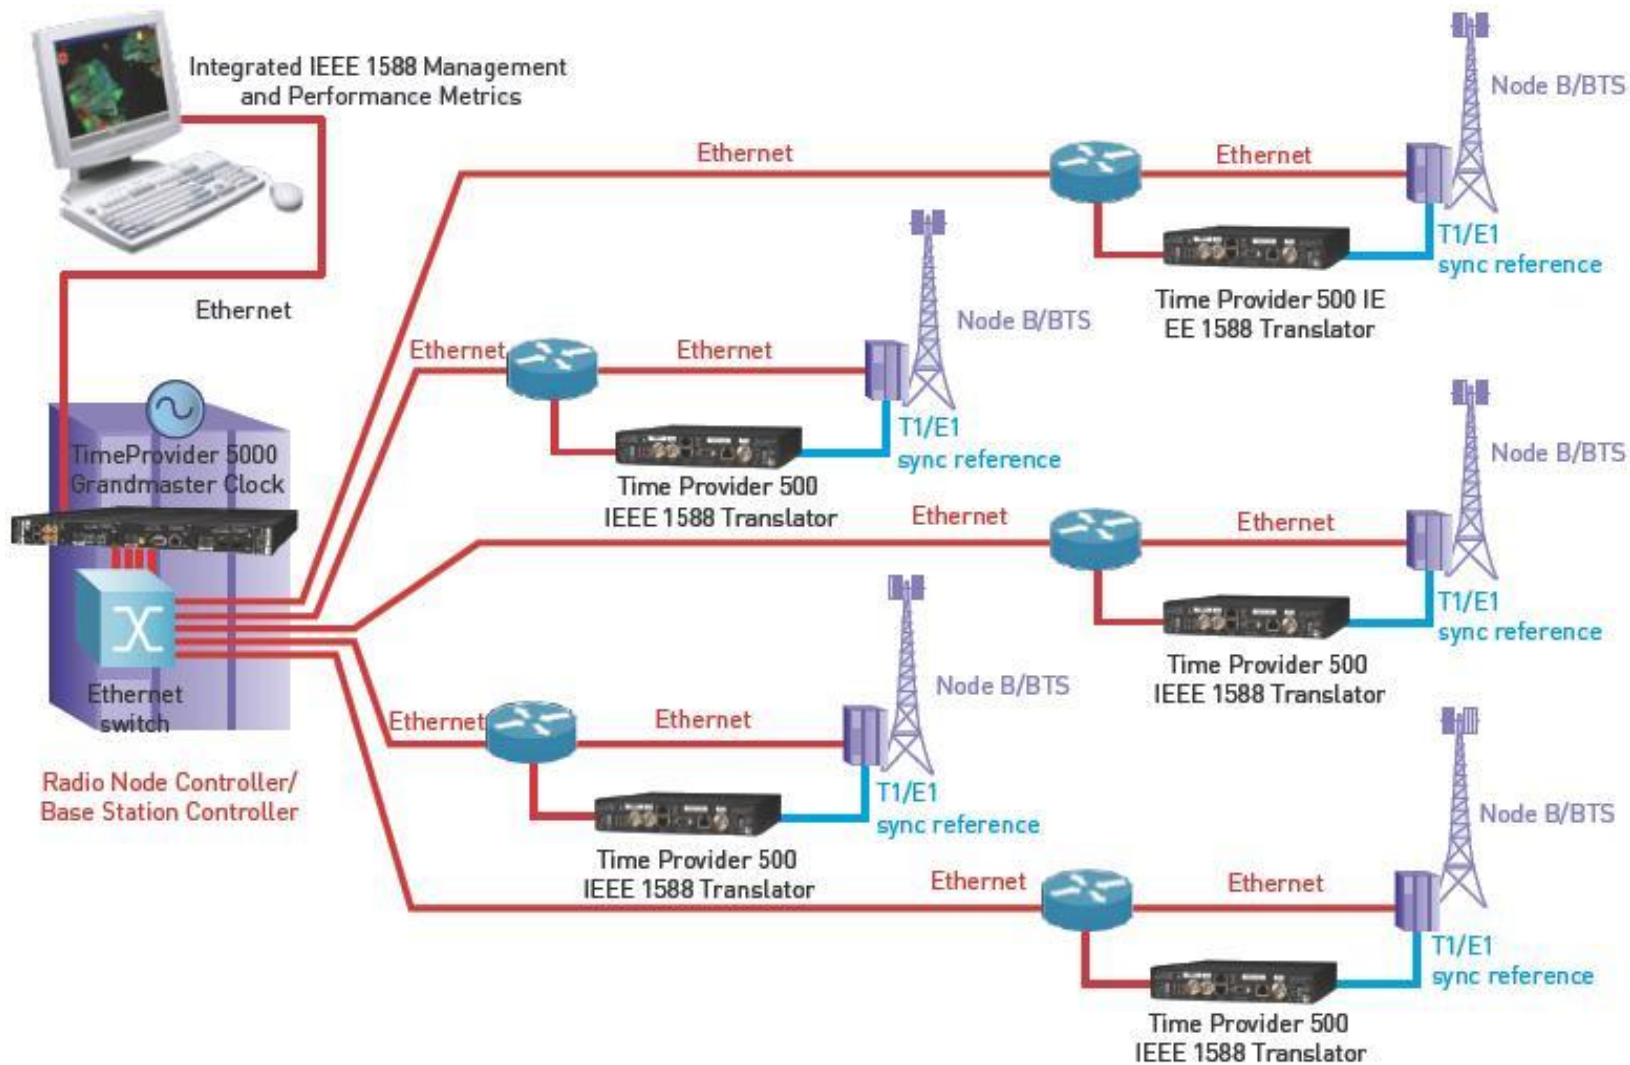 Integrated IEEE 1588 Management
and Performance Metrics
Ethernet
TimeProvider 5000
Grandmaster Clock
Ethernet
switch
Radio Node Controller/
Base Station Controller
Ethernet
Ethernet
Node B/BTS
T1/E1
sync reference
Time Provider 500 IE
EE 1588 Translator
Ethernet
Ethernet
Node B/BTS
T1/E1
sync reference
Time Provider 500
IEEE 1588 Translator
Ethernet
Ethernet
Node B/BTS
T1/E1
sync reference
Time Provider 500
IEEE 1588 Translator
Ethernet
Ethernet
Node B/BTS
T1/E1
sync reference
Time Provider 500
IEEE 1588 Translator
Ethernet
Ethernet
Node B/BTS
T1/E1
sync reference
Time Provider 500
IEEE 1588 Translator